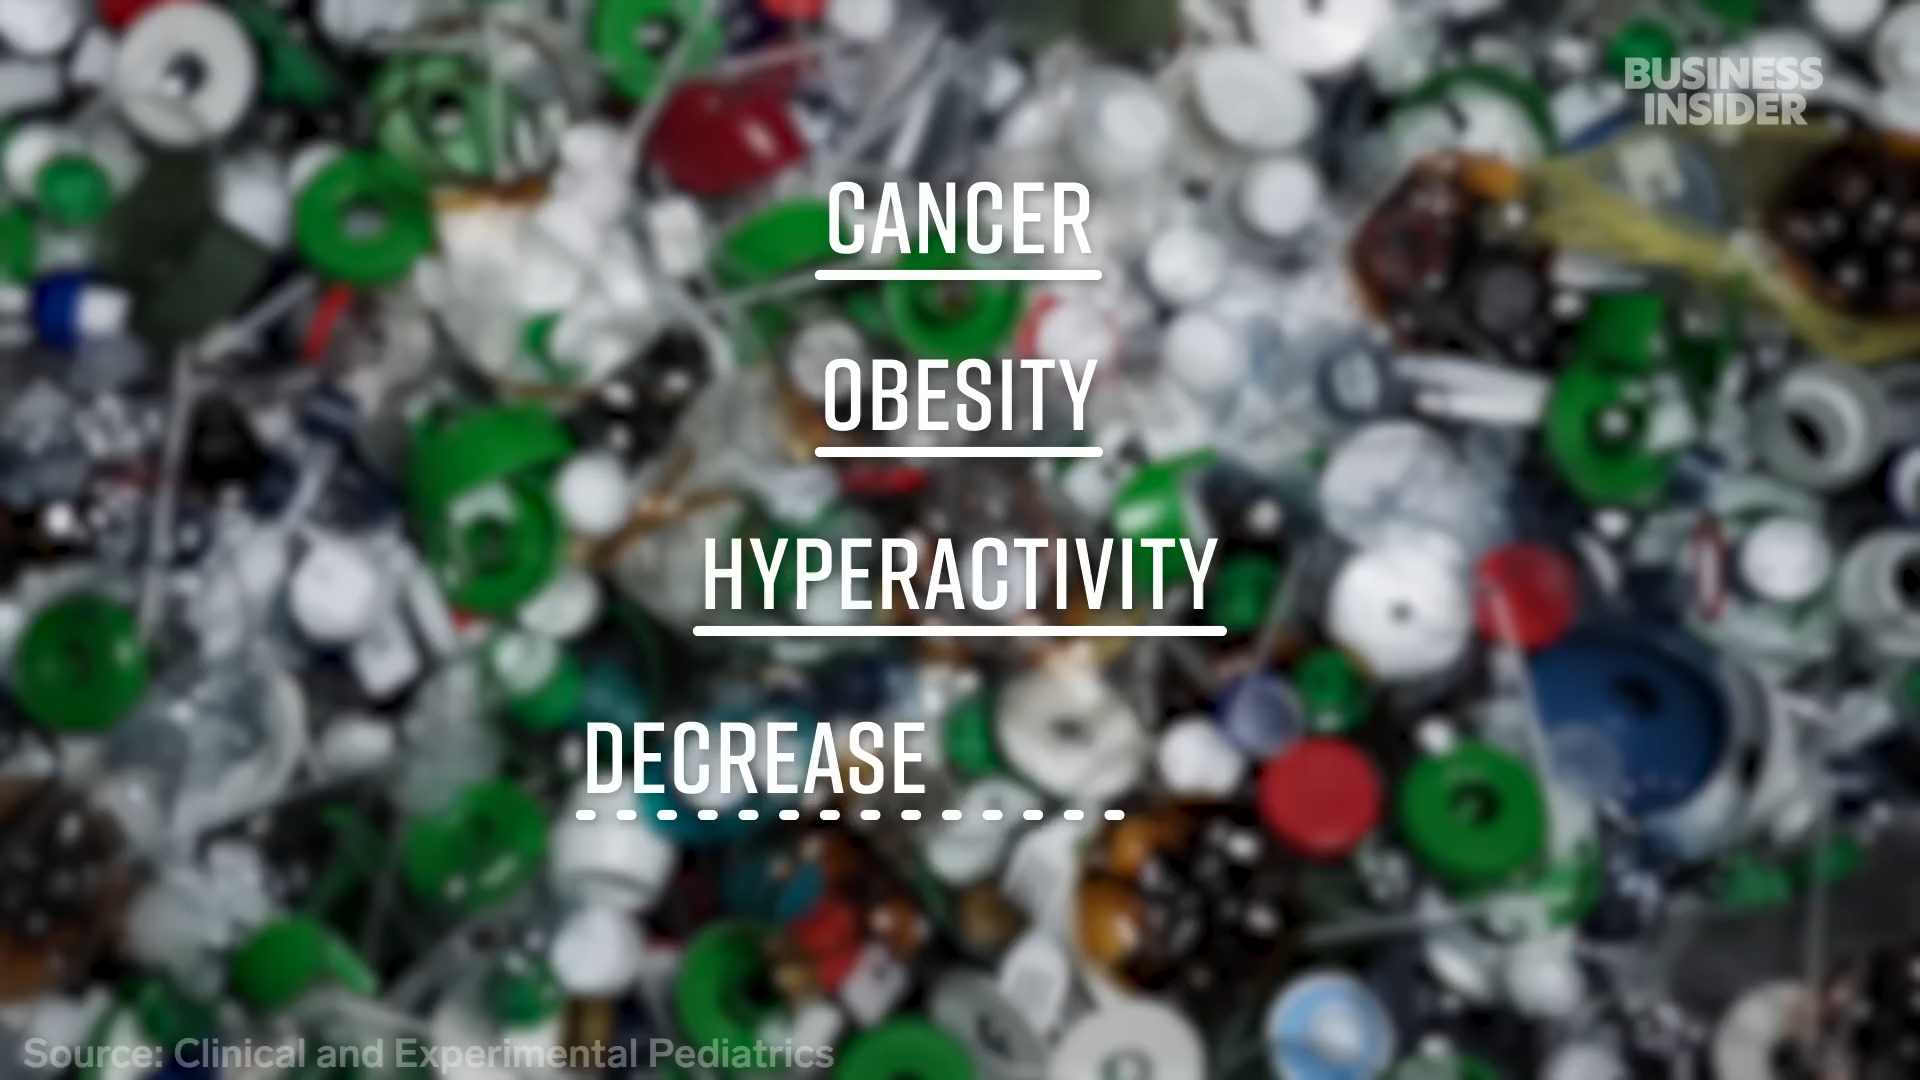 BUSINESS
INSIDER
CANCER
OBESITY
HYPERACTIVITY
DECREASE
Source: Clinical and Experimental Pediatrics